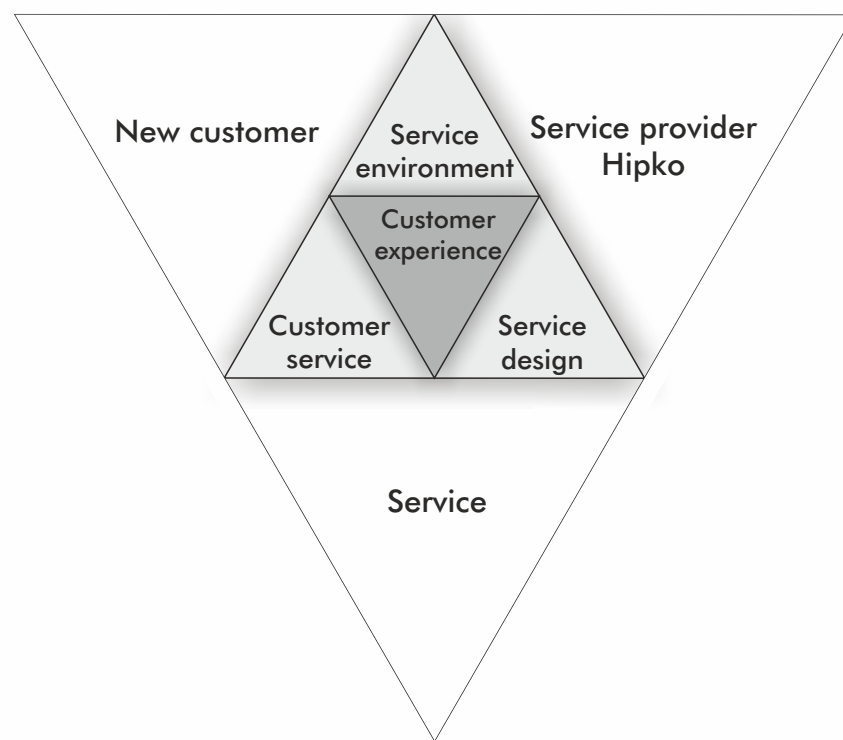 New customer
Service
environment
Service provider
Hipko
Customer
experience
Customer
service
Service
design
Service